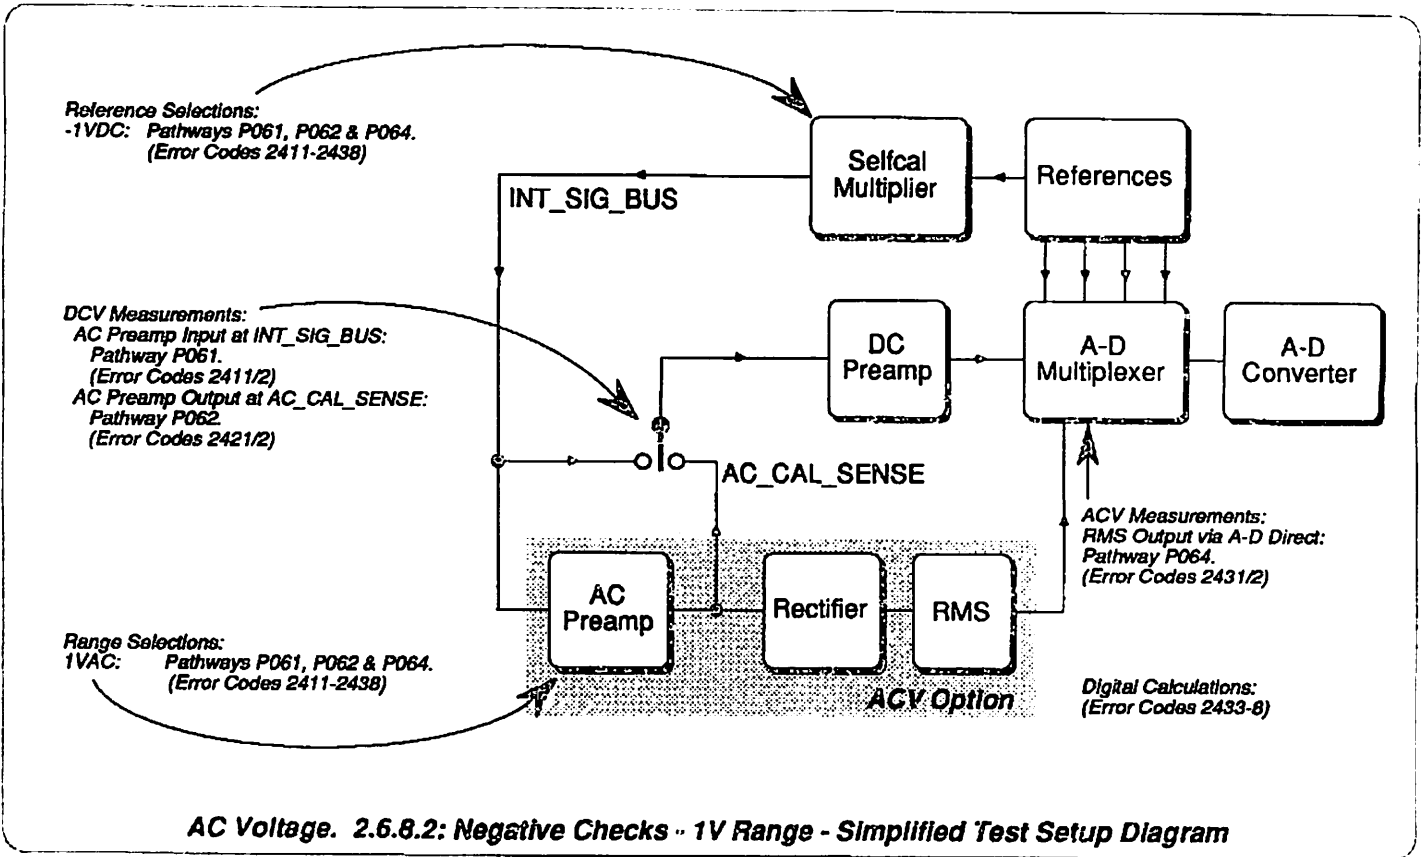 Reference Selections:
-1VDC: Pathways P061, P062 & P064.
(Error Codes 2411-2438)
Selfcal
Multiplier
References
INT_SIG_BUS
DCV Measurements:
AC Preamp Input at INT_SIG_BUS:
Pathway P061.
(Error Codes 2411/2)
AC Preamp Output at AC_CAL_SENSE:
Pathway P062.
(Error Codes 2421/2)
DC
Preamp
A-D
Multiplexer
A-D
Converter
AC_CAL_SENSE
ACV Measurements:
RMS Output via A-D Direct:
Pathway P064.
(Error Codes 2431/2)
AC
Preamp
Rectifier
RMS
ACV Option
Range Selections:
1VAC: Pathways P061, P062 & P064.
(Error Codes 2411-2438)
Digital Calculations:
(Error Codes 2433-8)
AC Voltage. 2.6.8.2: Negative Checks - 1V Range - Simplified Test Setup Diagram